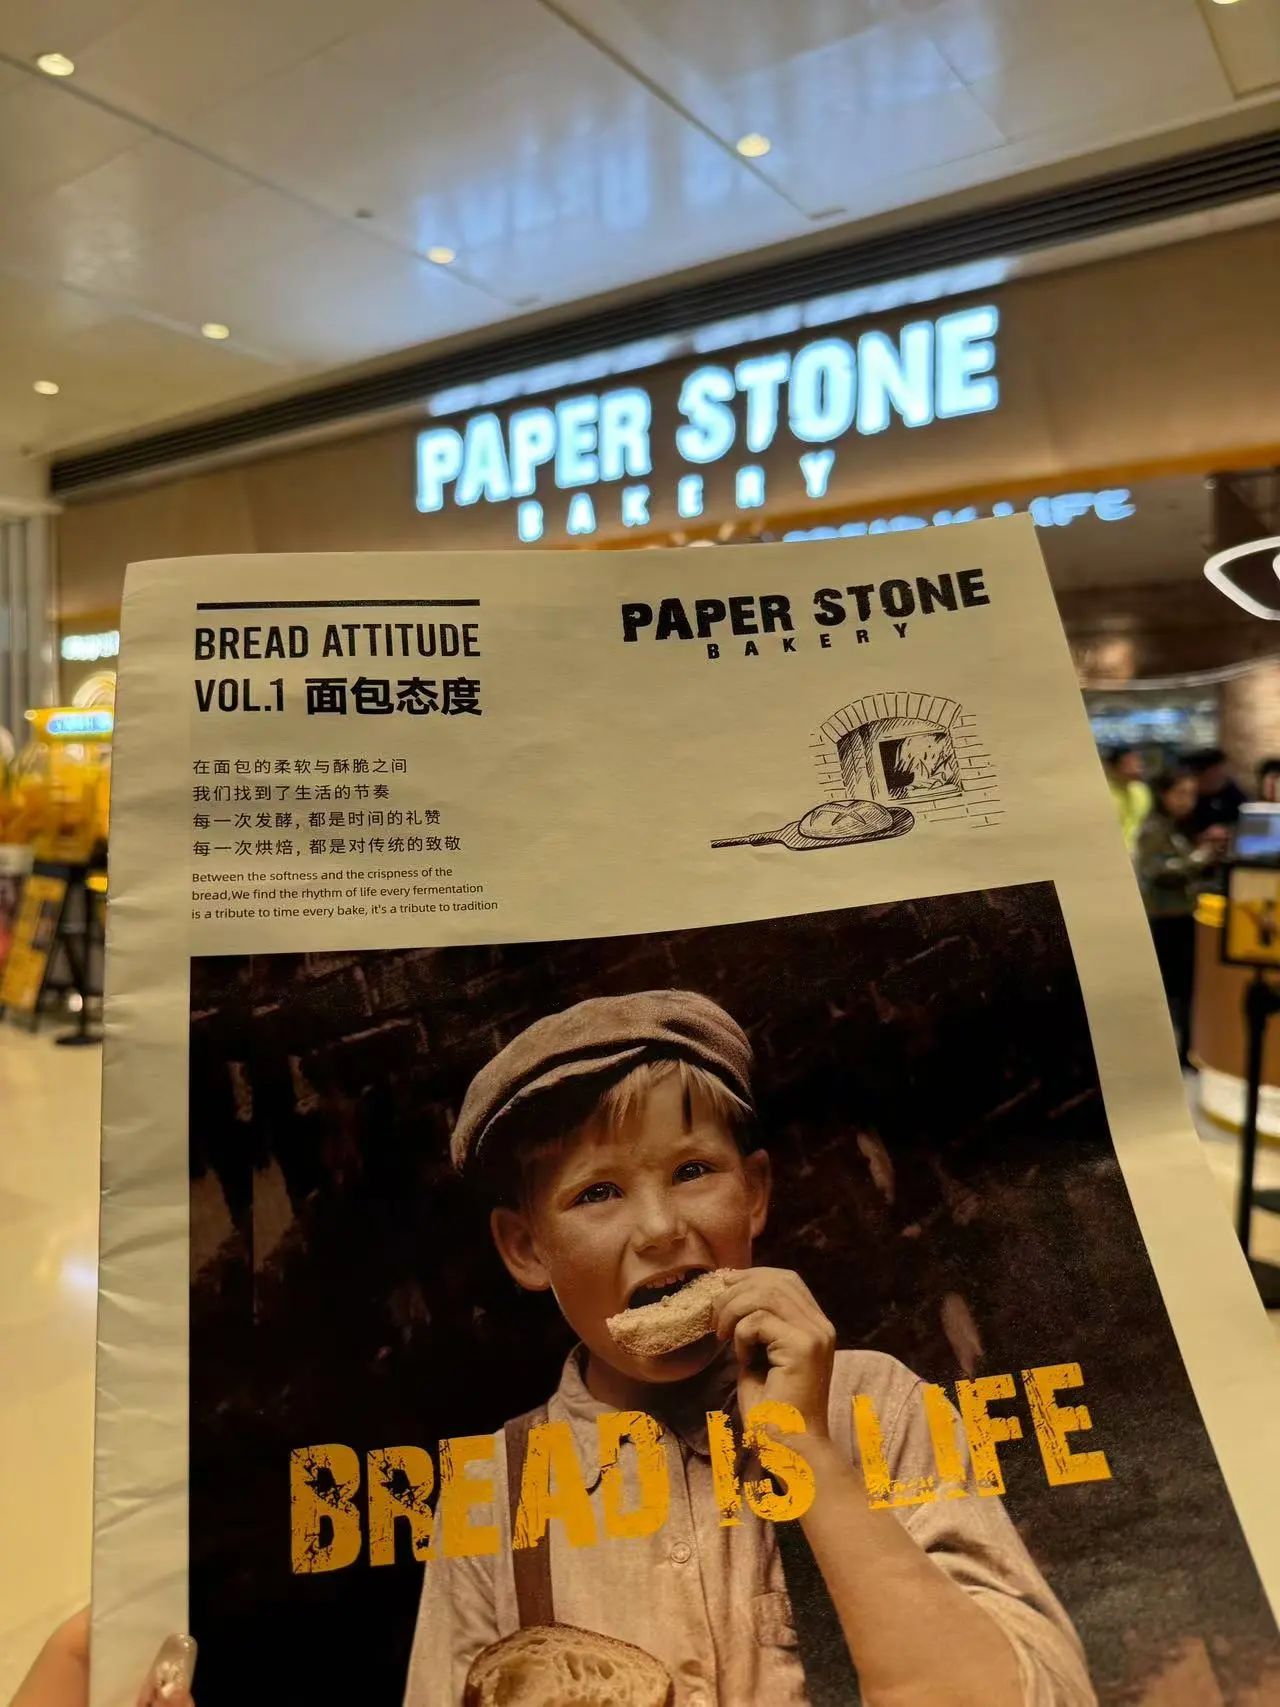 PAPER STONE
BAKERY
BREAD ATTITUDE
VOL.1 面包态度
PAPER STONE
BAKERY
在面包的柔软与酥脆之间
我们找到了生活的节奏
每一次发酵, 都是时间的礼赞
每一次烘焙, 都是对传统的致敬
Between the softness and the crispness of the
bread,We find the rhythm of life every fermentation
is a tribute to time every bake, it's a tribute to tradition
BREAD IS LIFE